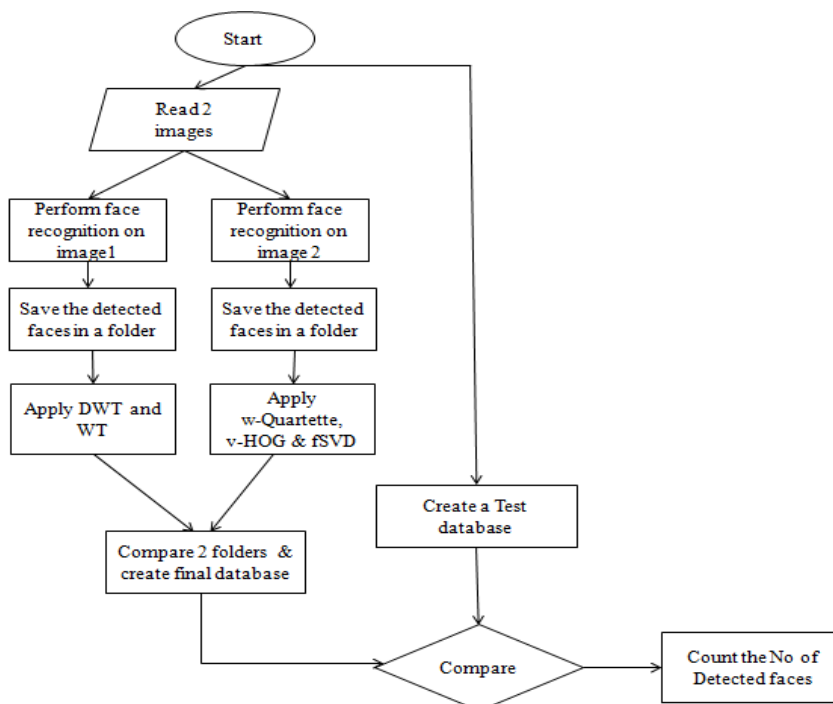 Start
Read 2
images
Perform face
recognition on
image1
Perform face
recognition on
image 2
Save the detected
faces in a folder
Save the detected
faces in a folder
Apply DWT and
WT
Apply
w-Quartette,
v-HOG & fSVD
Create a Test
database
Compare 2 folders &
create final database
Compare
Count the No of
Detected faces